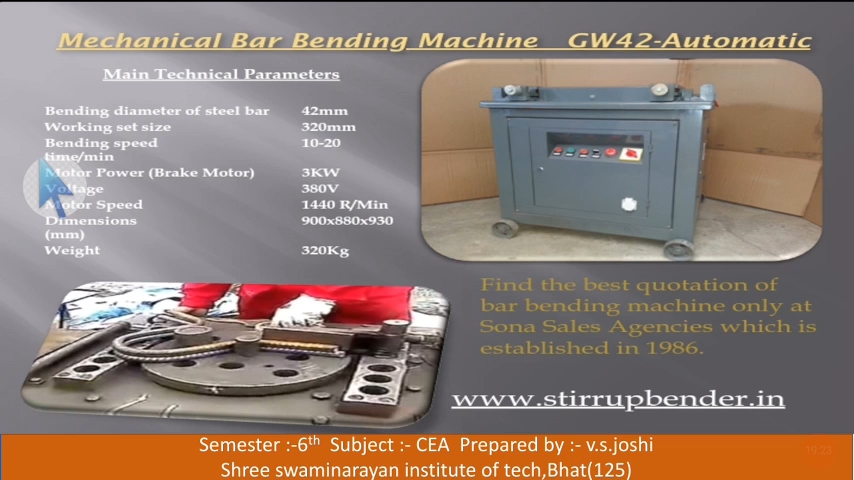 Mechanical Bar Bending Machine GW42-Automatic
Main Technical Parameters
Bending diameter of steel bar 42mm
Working set size 320mm
Bending speed 10-20
time/min
Motor Power (Brake Motor) 3KW
Voltage 380V
Motor Speed 1440 R/Min
Dimensions 900x880x930
(mm)
Weight 320Kg
Find the best quotation of
bar bending machine only at
Sona Sales Agencies which is
established in 1986.
www.stirrupbender.in
Semester :-6th Subject :- CEA Prepared by :- v.s.joshi
Shree swaminarayan institute of tech,Bhat(125)
19:23